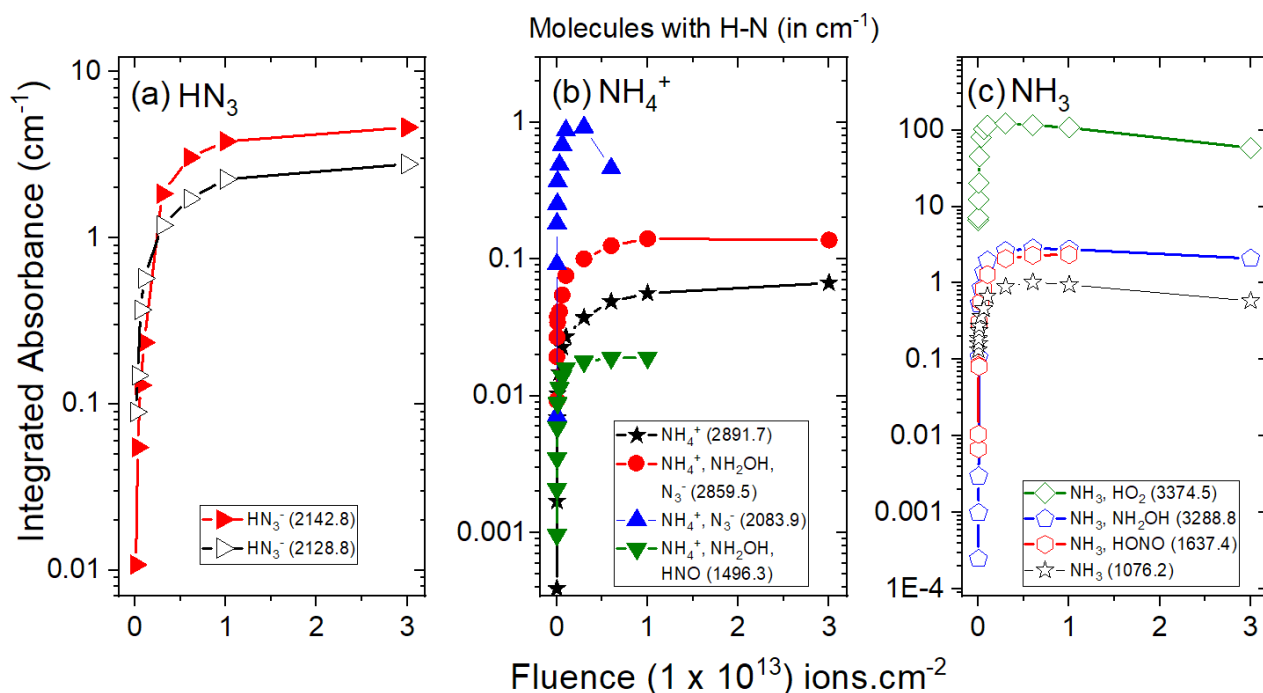 Molecules with H-N (in cm-1)
Integrated Absorbance (cm-1)
10
1
0.1
0.01
(a) HN3
HN3- (2142.8)
HN3- (2128.8)
0 1 2 3
1
0.1
0.01
0.001
(b) NH4+
NH4+ (2891.7)
NH4+, NH2OH,
N3- (2859.5)
NH4+, N3- (2083.9)
NH4+, NH2OH,
HNO (1496.3)
0 1 2 3
100
10
1
0.1
0.01
0.001
1E-4
(c) NH3
NH3, HO2 (3374.5)
NH3, NH2OH (3288.8
NH3, HONO (1637.4)
NH3 (1076.2)
0 1 2 3
Fluence (1 x 10^13) ions.cm-2